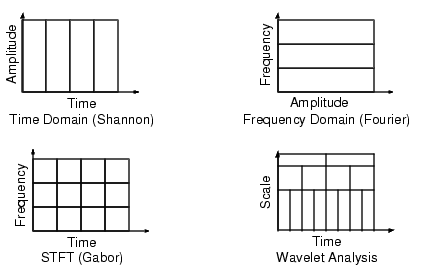 Amplitude
Time
Time Domain (Shannon)
Frequency
Amplitude
Frequency Domain (Fourier)
Frequency
Time
STFT (Gabor)
Scale
Time
Wavelet Analysis